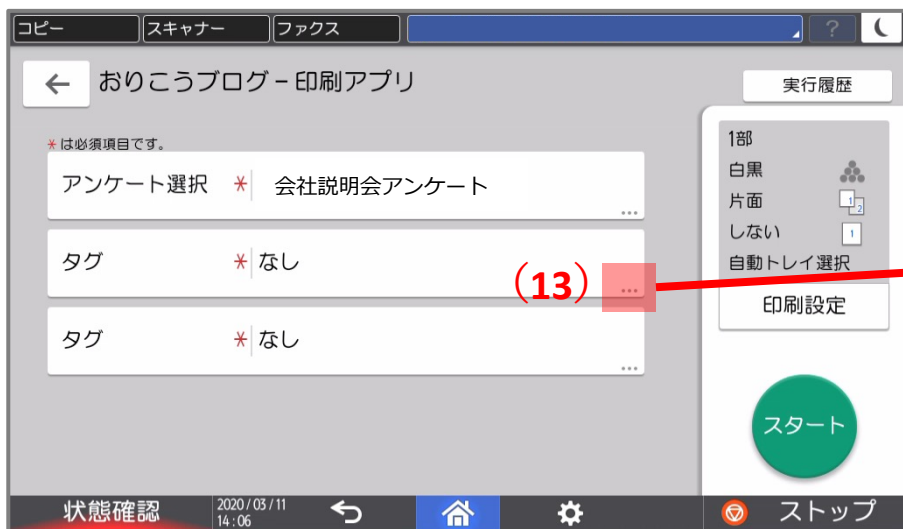 コピー スキャナー ファクス ?
← おりこうブログ – 印刷アプリ
実行履歴
* は必須項目です。
アンケート選択 * 会社説明会アンケート
...
タグ * なし
(13)
...
タグ * なし
...
1部
白黒
片面 1 2
しない 1
自動トレイ選択
印刷設定
スタート
状態確認 2020/03/11
14:06
ストップ